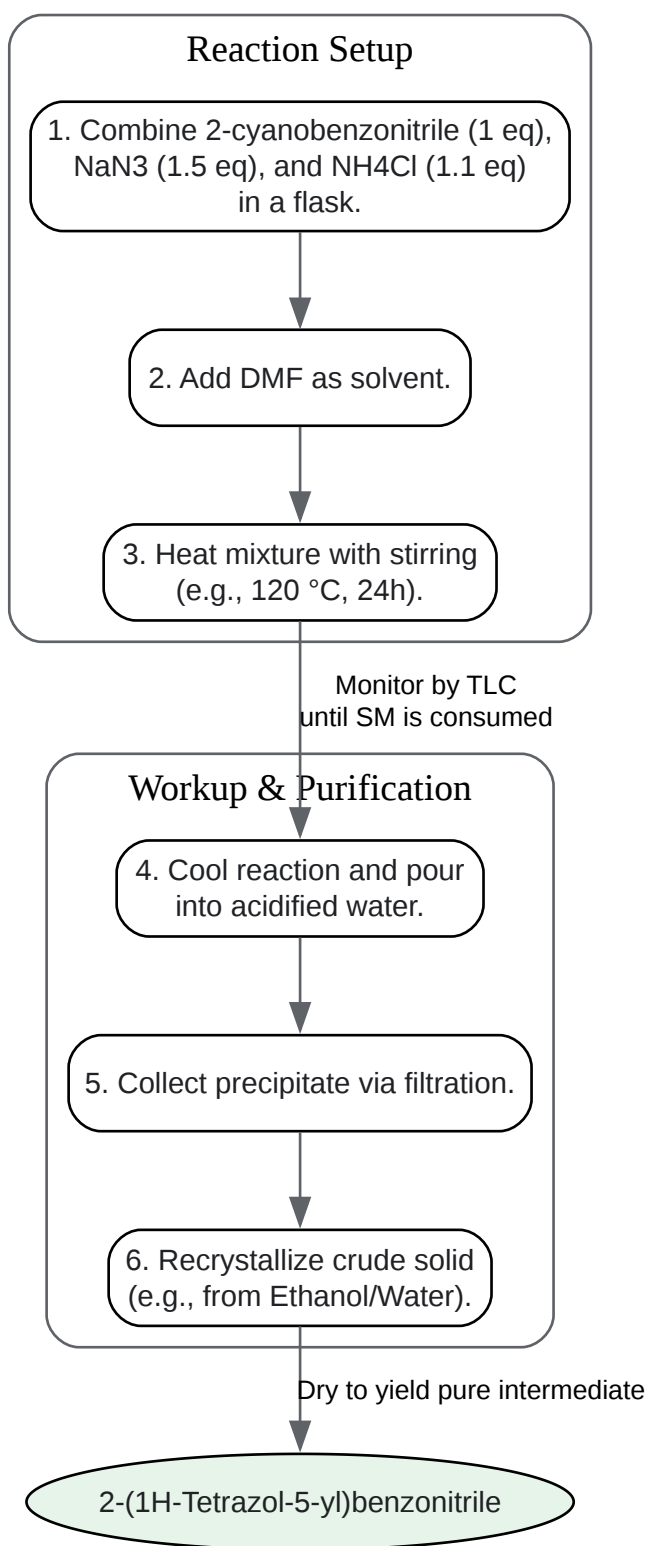 Reaction Setup
1. Combine 2-cyanobenzonitrile (1 eq),
NaN3 (1.5 eq), and NH4Cl (1.1 eq)
in a flask.
2. Add DMF as solvent.
3. Heat mixture with stirring
(e.g., 120 °C, 24h).
Monitor by TLC
until SM is consumed
Workup & Purification
4. Cool reaction and pour
into acidified water.
5. Collect precipitate via filtration.
6. Recrystallize crude solid
(e.g., from Ethanol/Water).
Dry to yield pure intermediate
2-(1H-Tetrazol-5-yl)benzonitrile